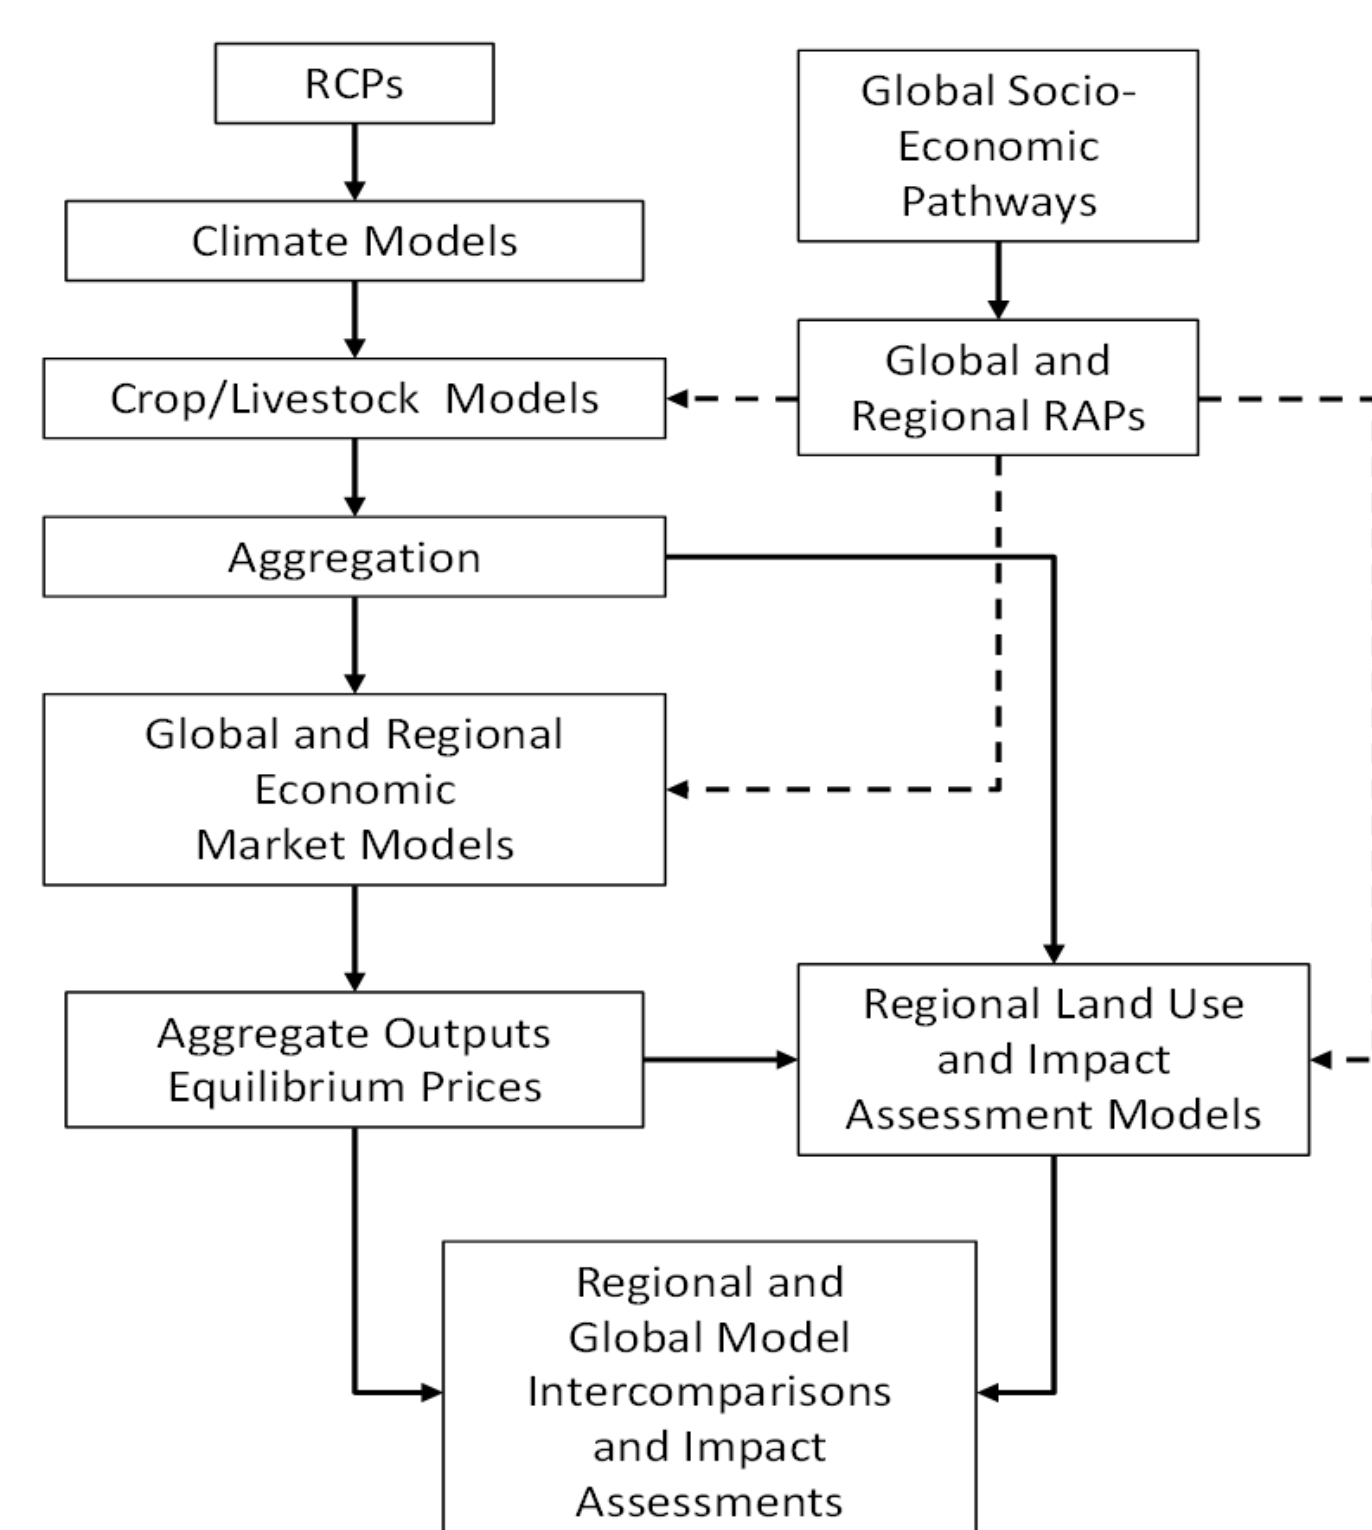 RCPs
Global Socio-
Economic
Pathways
Climate Models
Global and
Regional RAPs
Crop/Livestock  Models
Aggregation
Global and Regional
Economic
Market Models
Aggregate Outputs
Equilibrium Prices
Regional Land Use
and Impact
Assessment Models
Regional and
Global Model
Intercomparisons
and Impact
Assessments